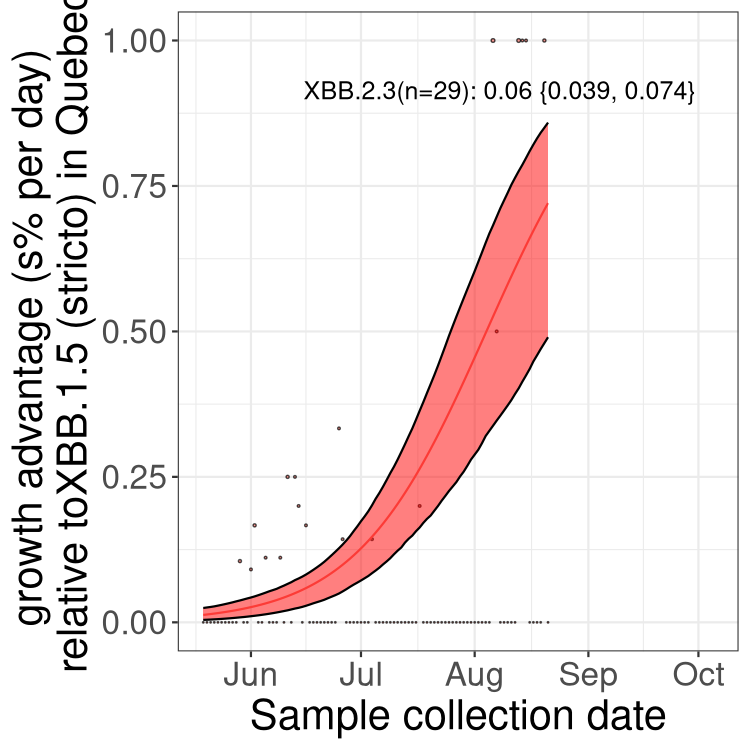 growth advantage (s% per day)
relative toXBB.1.5 (stricto) in Quebec
1.00
0.75
0.50
0.25
0.00
XBB.2.3(n=29): 0.06 {0.039, 0.074}
Jun Jul Aug Sep Oct
Sample collection date